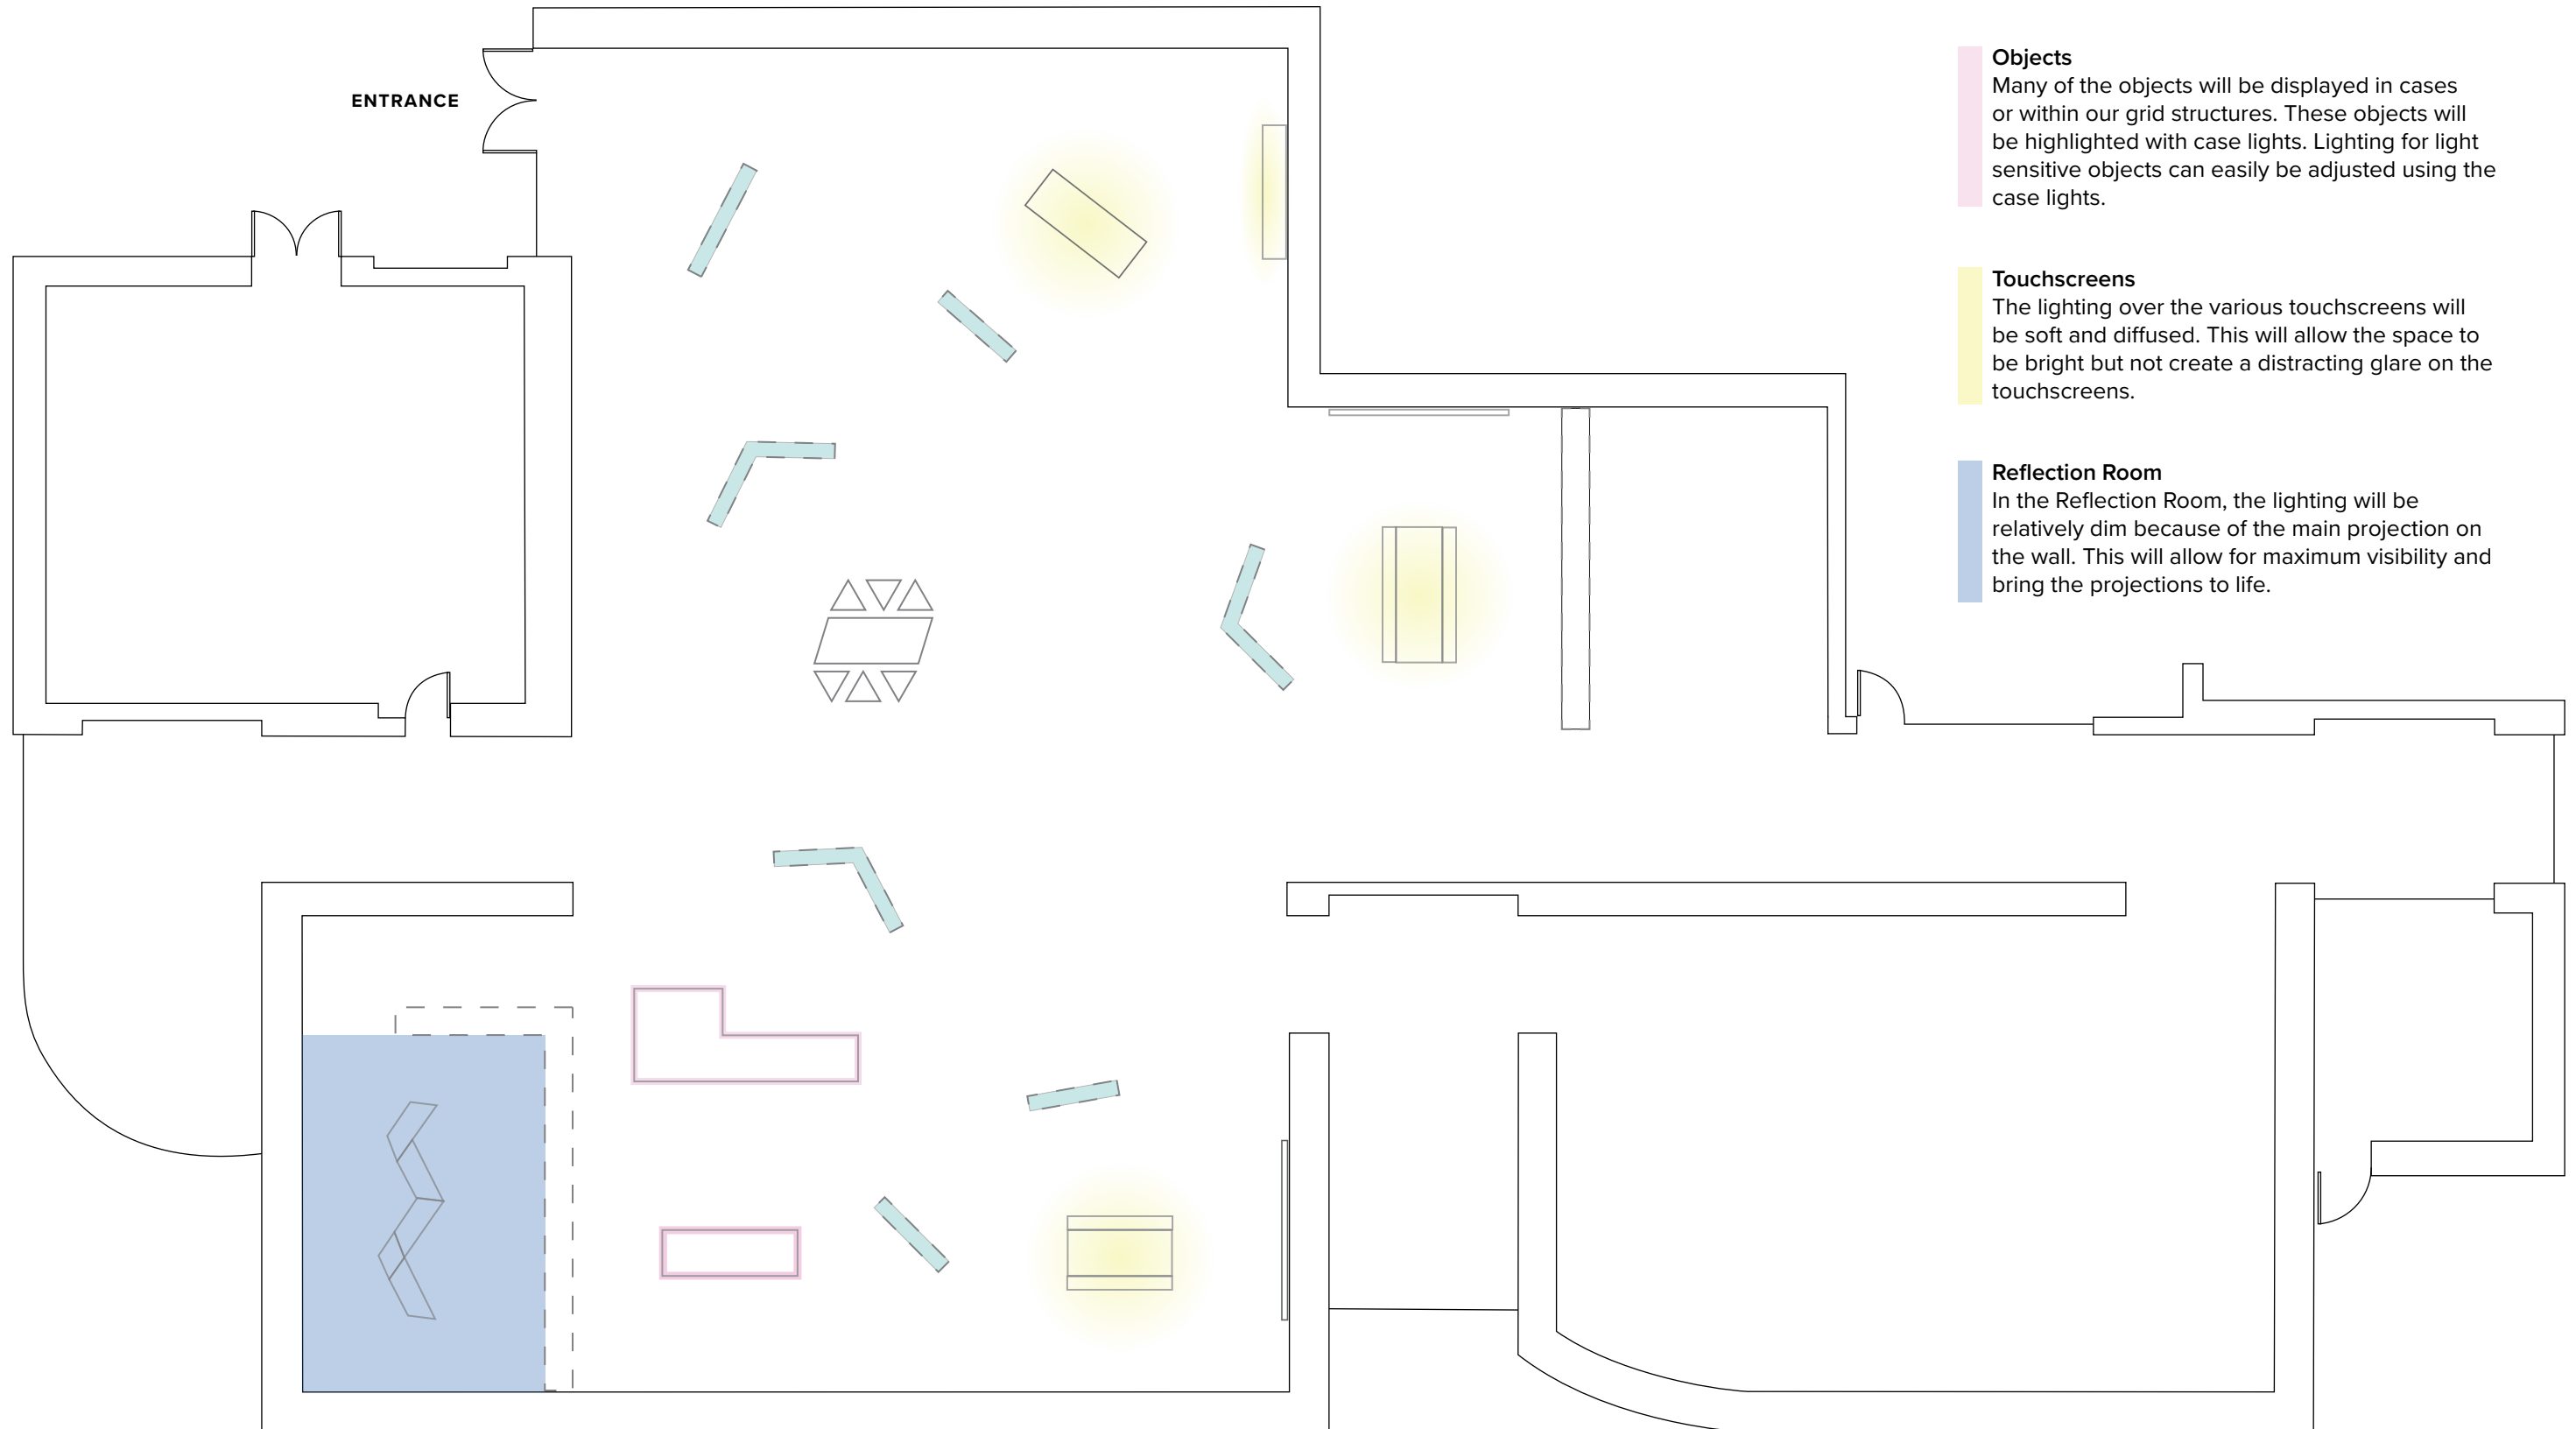 ENTRANCE
Objects
Many of the objects will be displayed in cases
or within our grid structures. These objects will
be highlighted with case lights. Lighting for light
sensitive objects can easily be adjusted using the
case lights.
Touchscreens
The lighting over the various touchscreens will
be soft and diffused. This will allow the space to
be bright but not create a distracting glare on the
touchscreens.
Reflection Room
In the Reflection Room, the lighting will be
relatively dim because of the main projection on
the wall. This will allow for maximum visibility and
bring the projections to life.